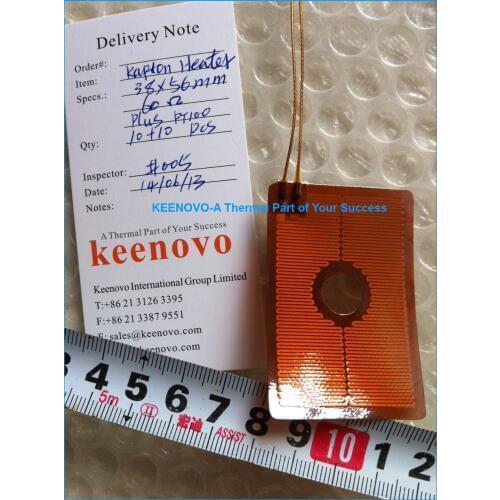 Delivery Note
Order#:
Item: Kapton Heater
Specs.: 38x56mm
60Ω
Plus PT100
Qty: 10+10 pcs
Inspector: #005
Date: 14/06/13
Notes:
KEENOVO-A Thermal Part of Your Success
A Thermal Part of Your Success
keenovo
Keenovo International Group Limited
T:+86 21 3126 3395
F:+86 21 3387 9551
E: sales@keenovo.com
keenovo.com
3 4 5 6 7 8 9 10 1 2
5m ASSIST